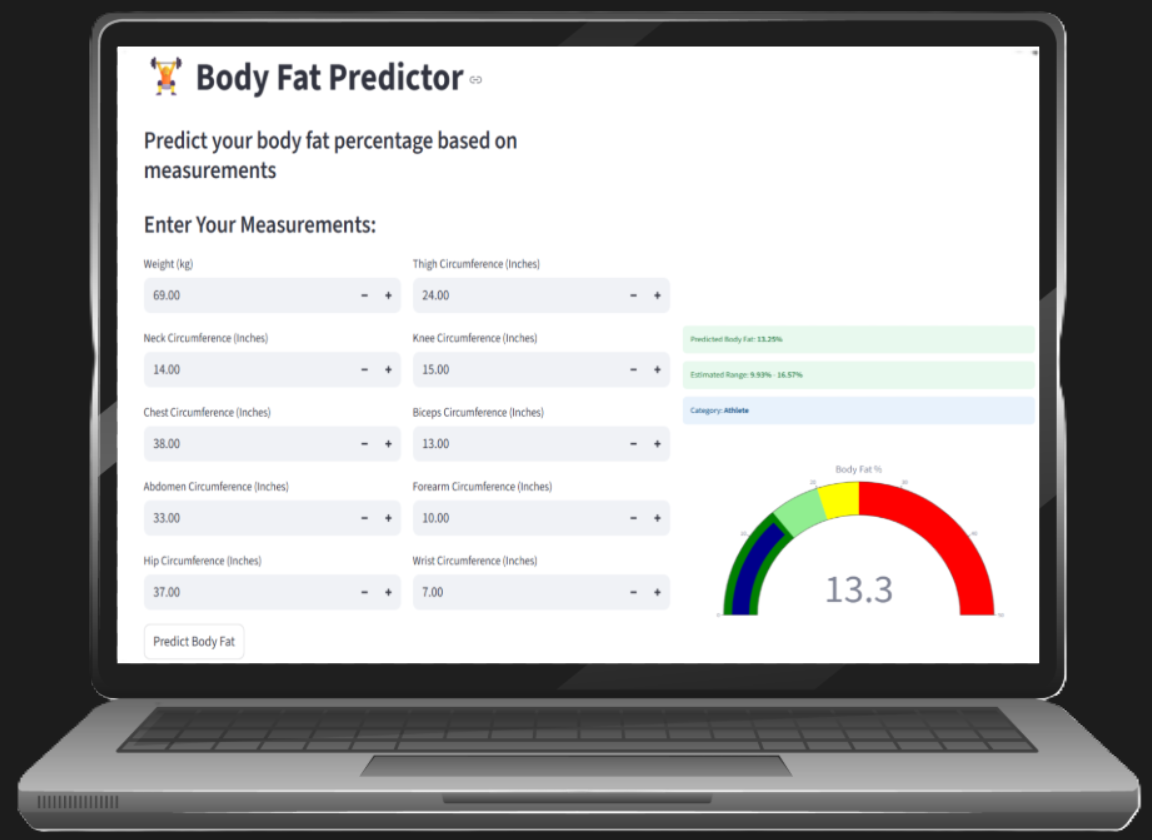 Body Fat Predictor
Predict your body fat percentage based on
measurements
Enter Your Measurements:
Weight (kg)
69.00 - +
Thigh Circumference (Inches)
24.00 - +
Neck Circumference (Inches)
14.00 - +
Knee Circumference (Inches)
15.00 - +
Chest Circumference (Inches)
38.00 - +
Biceps Circumference (Inches)
13.00 - +
Abdomen Circumference (Inches)
33.00 - +
Forearm Circumference (Inches)
10.00 - +
Hip Circumference (Inches)
37.00 - +
Wrist Circumference (Inches)
7.00 - +
Predict Body Fat
Predicted Body Fat: 13.25%
Estimated Range: 9.93% - 16.57%
Category: Athlete
Body Fat %
13.3